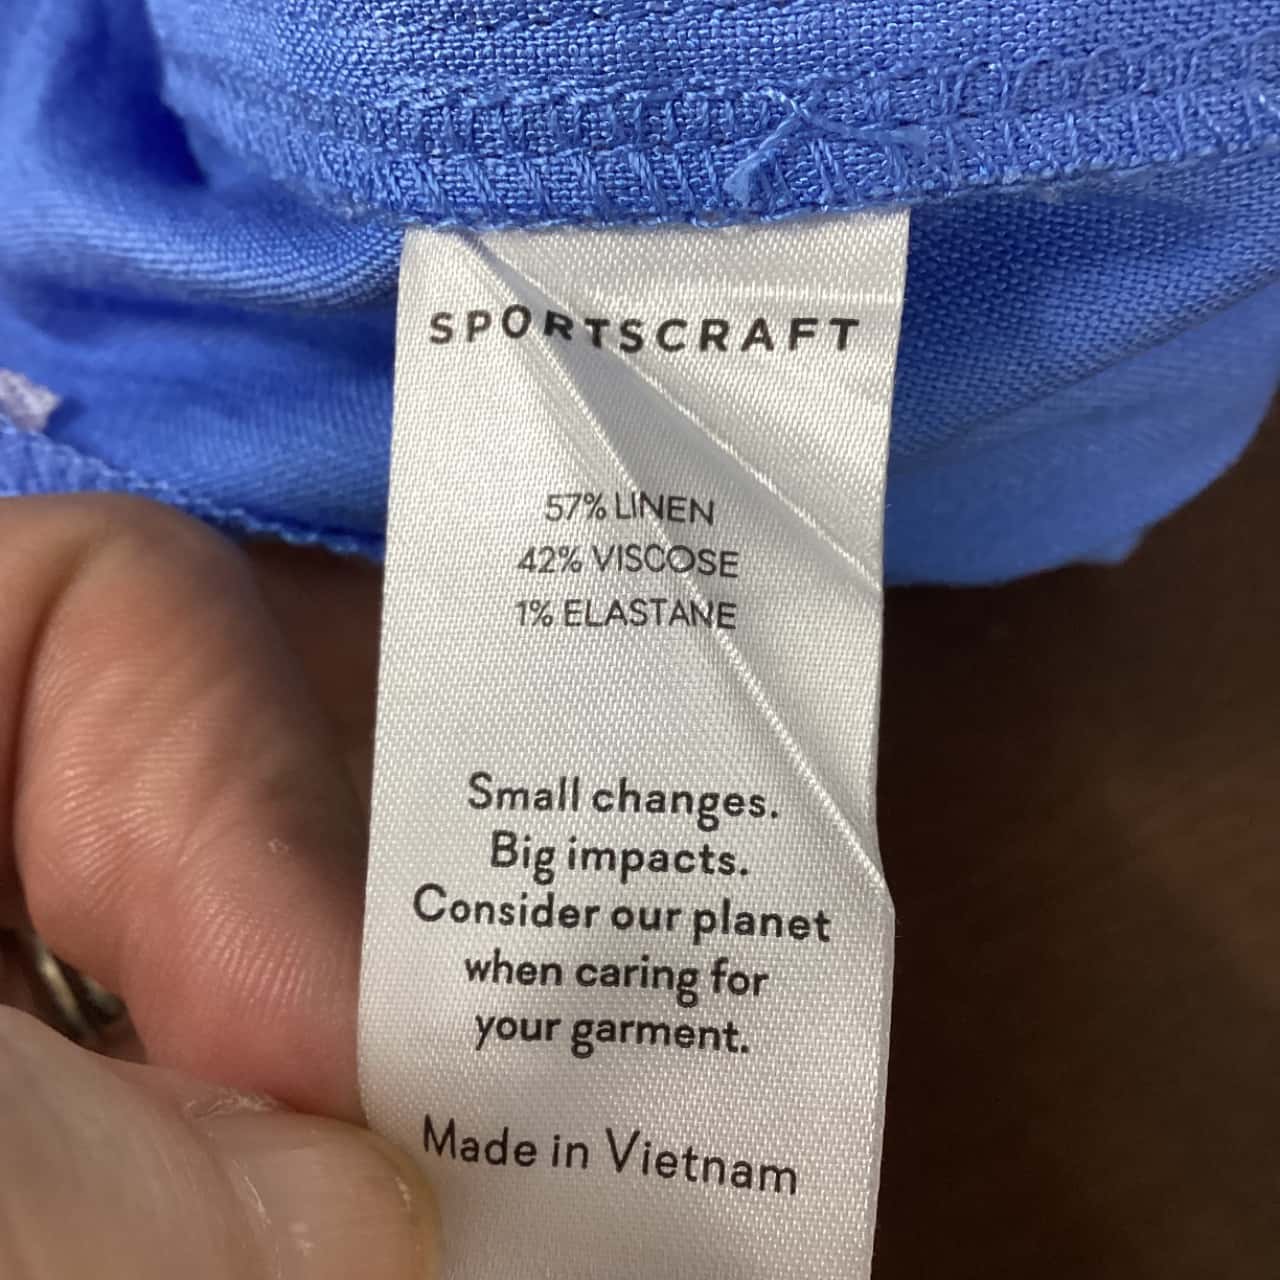 SPORTSCRAFT
57% LINEN
42% VISCOSE
1% ELASTANE
Small changes.
Big impacts.
Consider our planet
when caring for
your garment.
Made in Vietnam